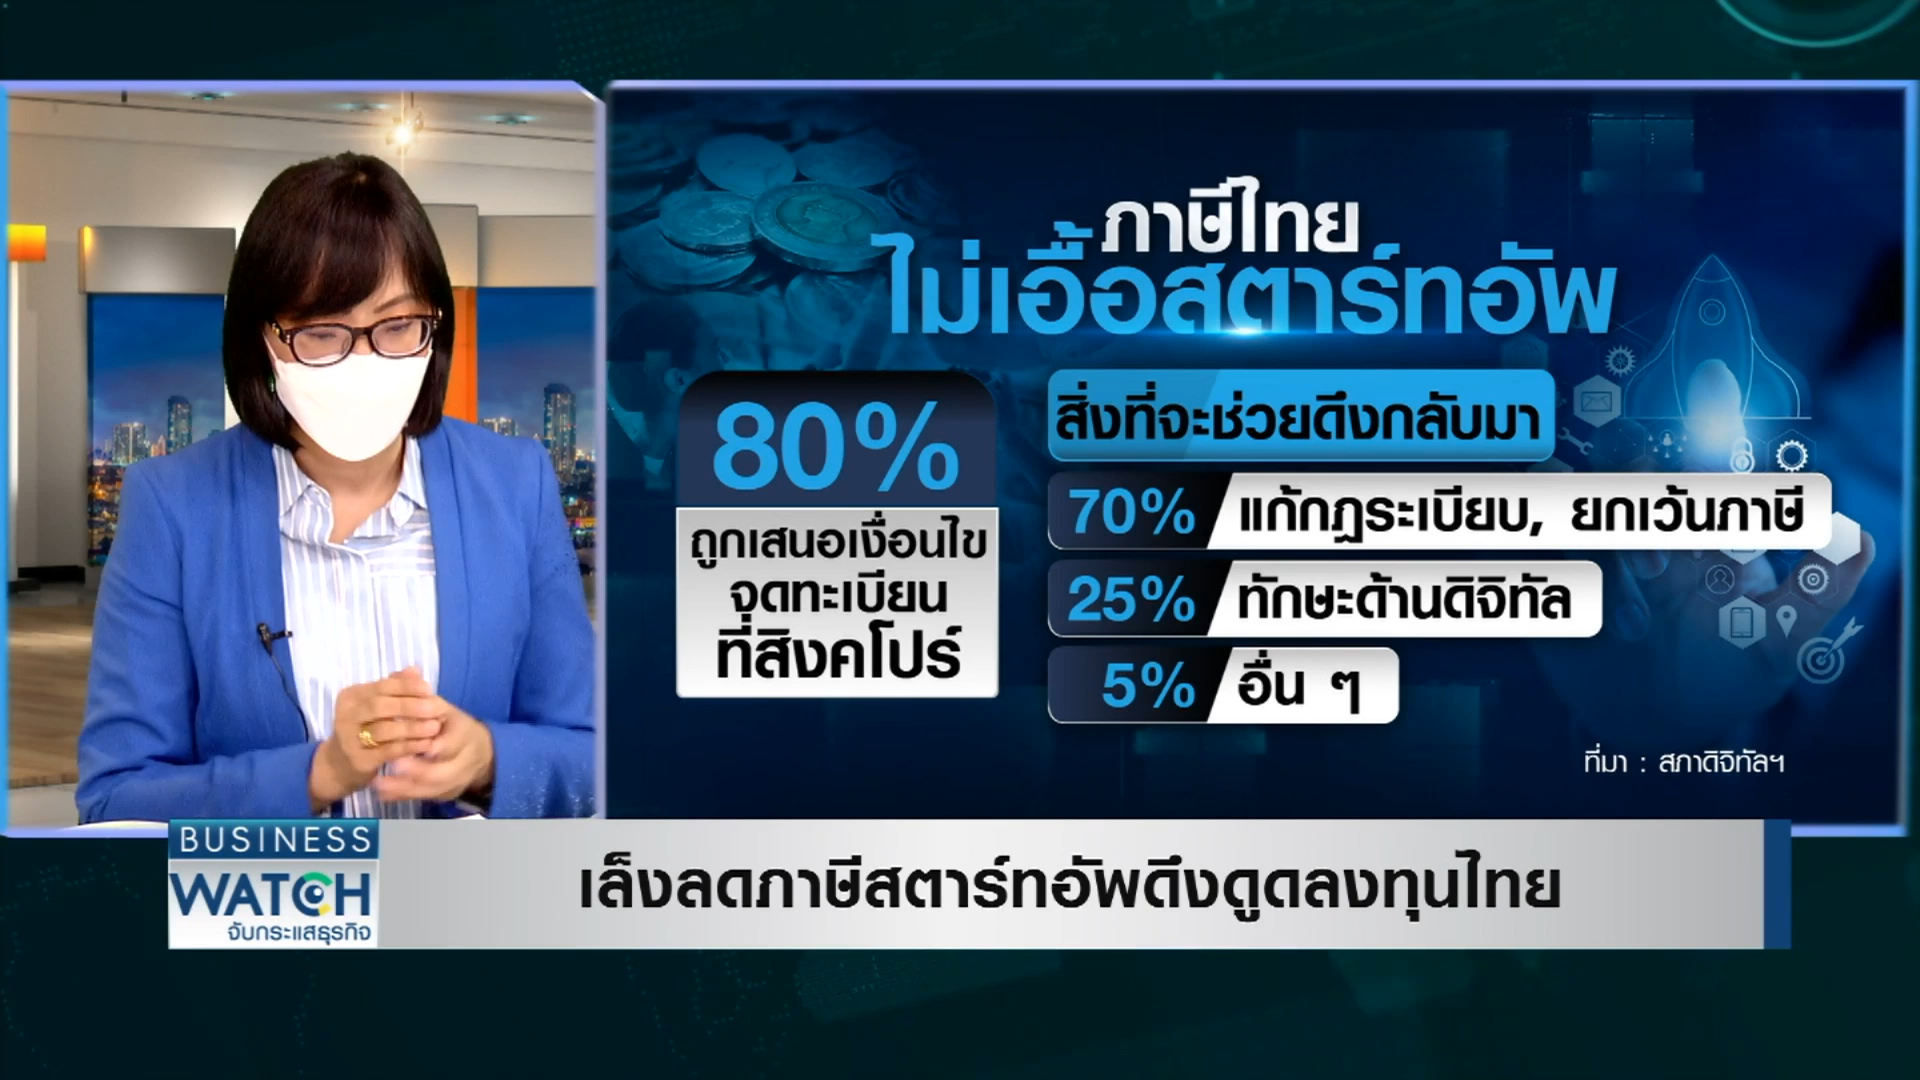 ภาษีไทย
ไม่เอื้อสตาร์ทอัพ
80%
ถูกเสนอเงื่อนไข
จดทะเบียน
ที่สิงคโปร์
สิ่งที่จะช่วยดึงกลับมา
70% แก้กฎระเบียบ, ยกเว้นภาษี
25% ทักษะด้านดิจิทัล
5% อื่น ๆ
ที่มา : สภาดิจิทัลฯ
BUSINESS
WATCH
จับกระแสธุรกิจ
เล็งลดภาษีสตาร์ทอัพดึงดูดลงทุนไทย